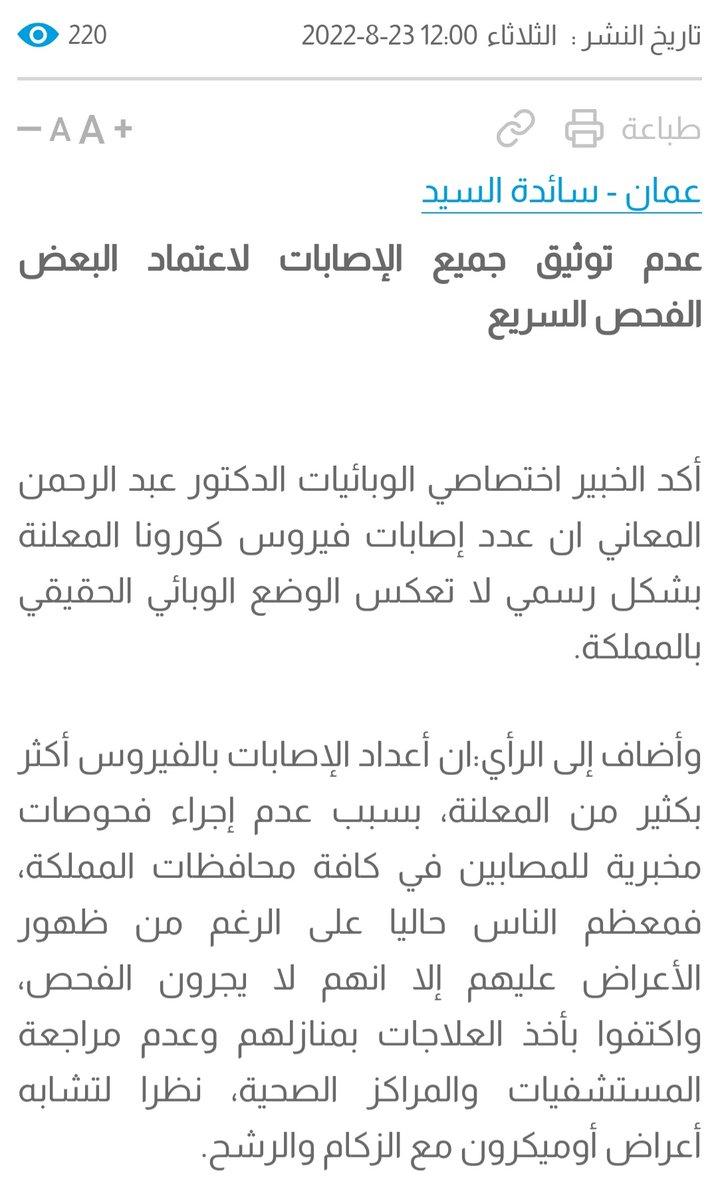 تاريخ النشر : الثلاثاء 12:00 23-8-2022 220
طباعة + A A −
عمان - سائدة السيد
عدم توثيق جميع الإصابات لاعتماد البعض
الفحص السريع
أكد الخبير اختصاصي الوبائيات الدكتور عبد الرحمن
المعاني ان عدد إصابات فيروس كورونا المعلنة
بشكل رسمي لا تعكس الوضع الوبائي الحقيقي
بالمملكة.
وأضاف إلى الرأي:ان أعداد الإصابات بالفيروس أكثر
بكثير من المعلنة، بسبب عدم إجراء فحوصات
مخبرية للمصابين في كافة محافظات المملكة،
فمعظم الناس حاليا على الرغم من ظهور
الأعراض عليهم إلا انهم لا يجرون الفحص،
واكتفوا بأخذ العلاجات بمنازلهم وعدم مراجعة
المستشفيات والمراكز الصحية، نظرا لتشابه
أعراض أوميكرون مع الزكام والرشح.